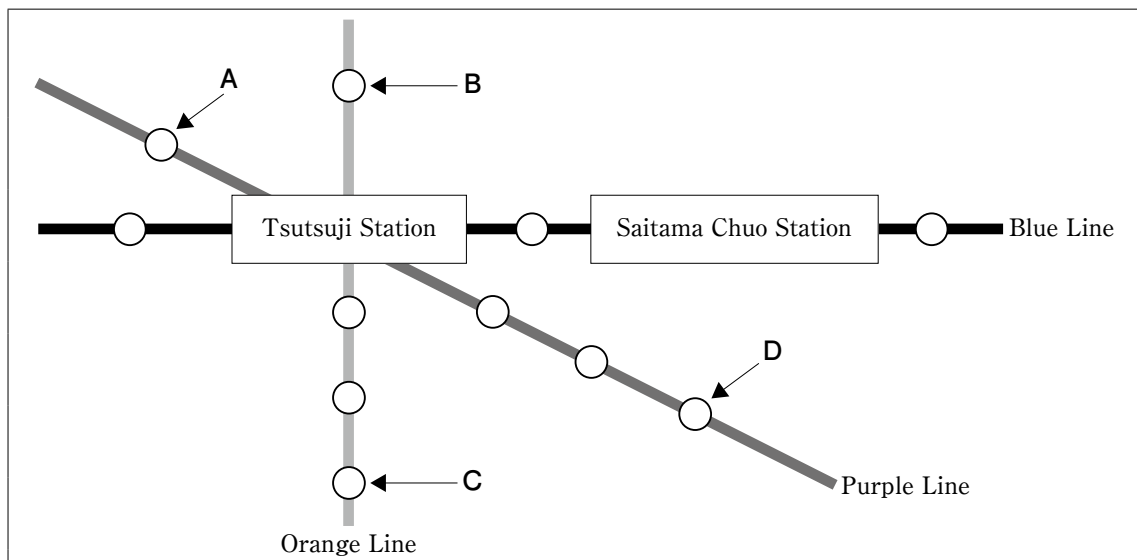 A
B
Tsutsuji Station
Saitama Chuo Station
Blue Line
D
C
Purple Line
Orange Line